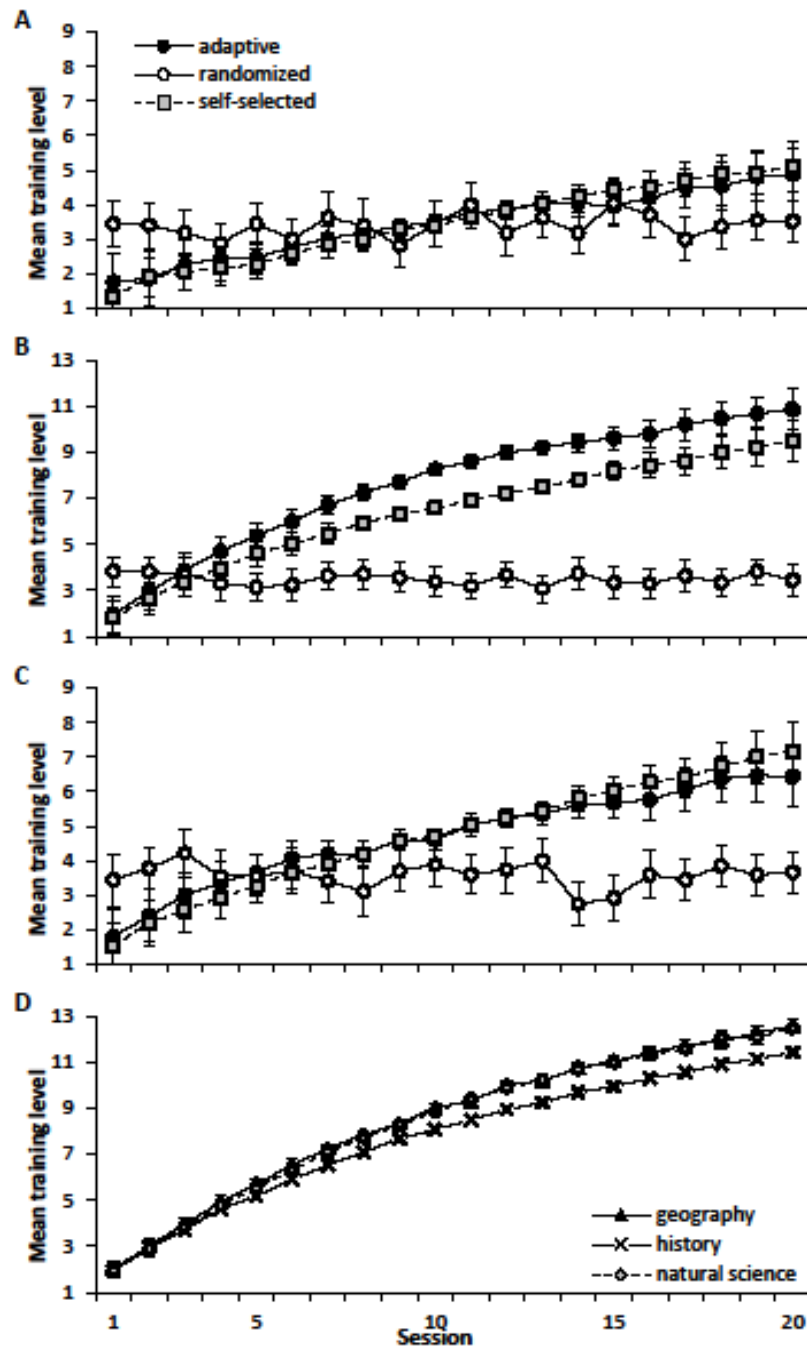 A
9
8
7
6
5
4
3
2
1
Mean training level
adaptive
randomized
self-selected
B
13
11
9
7
5
3
1
Mean training level
C
9
8
7
6
5
4
3
2
1
Mean training level
D
13
11
9
7
5
3
1
Mean training level
geography
history
natural science
1 5 10 15 20
Session